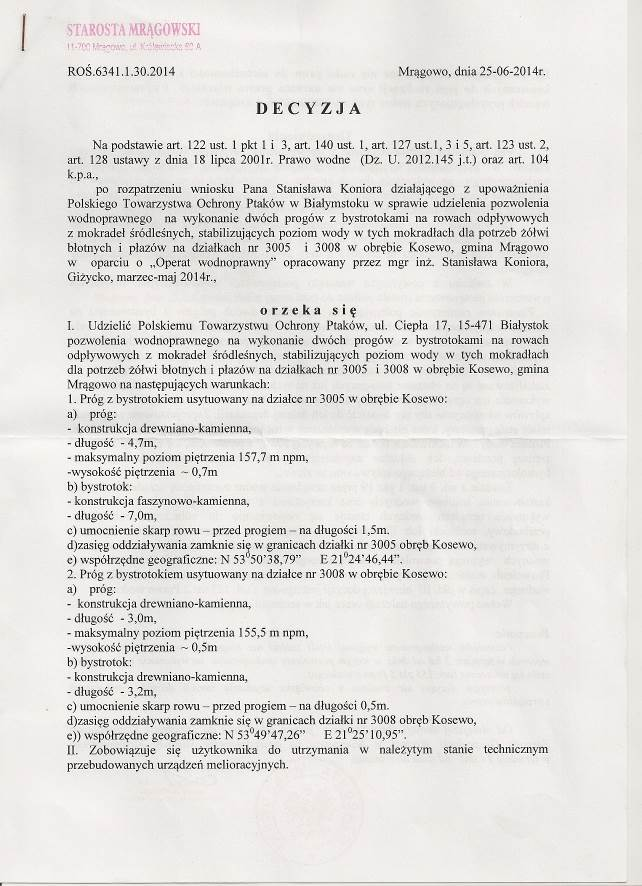 STAROSTA MRĄGOWSKI
11-700 Mrągowo, ul. Królewiecka 60 A
ROŚ.6341.1.30.2014 Mrągowo, dnia 25-06-2014r.
DECYZJA
Na podstawie art. 122 ust. 1 pkt 1 i 3, art. 140 ust. 1, art. 127 ust.1, 3 i 5, art. 123 ust. 2,
art. 128 ustawy z dnia 18 lipca 2001r. Prawo wodne (Dz. U. 2012.145 j.t.) oraz art. 104
k.p.a.,
po rozpatrzeniu wniosku Pana Stanisława Koniora działającego z upoważnienia
Polskiego Towarzystwa Ochrony Ptaków w Białymstoku w sprawie udzielenia pozwolenia
wodnoprawnego na wykonanie dwóch progów z bystrotokami na rowach odpływowych
z mokradeł śródleśnych, stabilizujących poziom wody w tych mokradłach dla potrzeb żółwi
błotnych i płazów na działkach nr 3005 i 3008 w obrębie Kosewo, gmina Mrągowo
w oparciu o „Operat wodnoprawny” opracowany przez mgr inż. Stanisława Koniora,
Giżycko, marzec-maj 2014r.,
orzeka się
I. Udzielić Polskiemu Towarzystwu Ochrony Ptaków, ul. Ciepła 17, 15-471 Białystok
pozwolenia wodnoprawnego na wykonanie dwóch progów z bystrotokami na rowach
odpływowych z mokradeł śródleśnych, stabilizujących poziom wody w tych mokradłach
dla potrzeb żółwi błotnych i płazów na działkach nr 3005 i 3008 w obrębie Kosewo, gmina
Mrągowo na następujących warunkach:
1. Próg z bystrotokiem usytuowany na działce nr 3005 w obrębie Kosewo:
a) próg:
- konstrukcja drewniano-kamienna,
- długość - 4,7m,
- maksymalny poziom piętrzenia 157,7 m npm,
-wysokość piętrzenia ~ 0,7m
b) bystrotok:
- konstrukcja faszynowo-kamienna,
- długość - 7,0m,
c) umocnienie skarp rowu – przed progiem – na długości 1,5m.
d)zasięg oddziaływania zamknie się w granicach działki nr 3005 obręb Kosewo,
e) współrzędne geograficzne: N 53⁰50’38,79” E 21⁰24’46,44”.
2. Próg z bystrotokiem usytuowany na działce nr 3008 w obrębie Kosewo:
a) próg:
- konstrukcja drewniano-kamienna,
- długość - 3,0m,
- maksymalny poziom piętrzenia 155,5 m npm,
-wysokość piętrzenia ~ 0,5m
b) bystrotok:
- konstrukcja drewniano-kamienna,
- długość - 3,2m,
c) umocnienie skarp rowu – przed progiem – na długości 0,5m.
d)zasięg oddziaływania zamknie się w granicach działki nr 3008 obręb Kosewo,
e)) współrzędne geograficzne: N 53⁰49’47,26” E 21⁰25’10,95”.
II. Zobowiązuje się użytkownika do utrzymania w należytym stanie technicznym
przebudowanych urządzeń melioracyjnych.